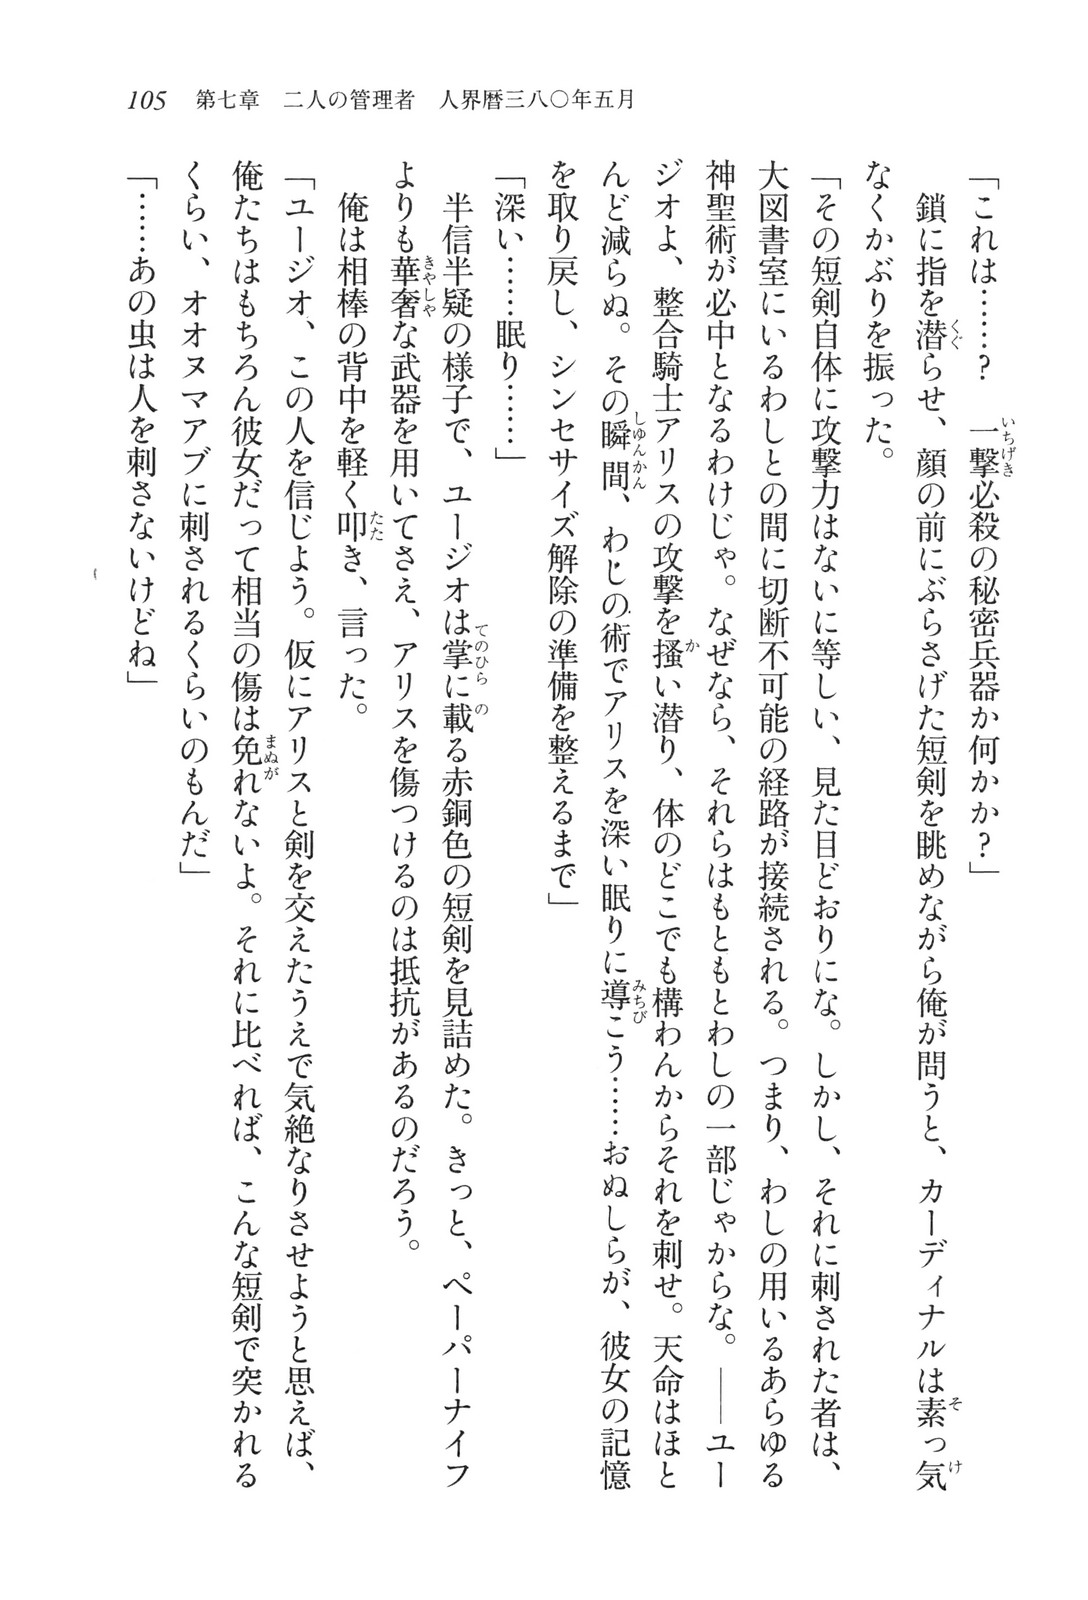 105　第七章　二人の管理者　人界暦三八〇年五月
「これは……？　一撃必殺の秘密兵器か何かか？」
　鎖に指を潜らせ、顔の前にぶらさげた短剣を眺めながら俺が問うと、カーディナルは素っ気
なくかぶりを振った。
「その短剣自体に攻撃力はないに等しい、見た目どおりにな。しかし、それに刺された者は、
大図書室にいるわしとの間に切断不可能の経路が接続される。つまり、わしの用いるあらゆる
神聖術が必中となるわけじゃ。なぜなら、それらはもともとわしの一部じゃからな。――ユー
ジオよ、整合騎士アリスの攻撃を掻い潜り、体のどこでも構わんからそれを刺せ。天命はほと
んど減らぬ。その瞬間、わしの術でアリスを深い眠りに導こう……おぬしらが、彼女の記憶
を取り戻し、シンセサイズ解除の準備を整えるまで」
「深い……眠り……」
　半信半疑の様子で、ユージオは掌に載る赤銅色の短剣を見詰めた。きっと、ペーパーナイフ
よりも華奢な武器を用いてさえ、アリスを傷つけるのは抵抗があるのだろう。
　俺は相棒の背中を軽く叩き、言った。
「ユージオ、この人を信じよう。仮にアリスと剣を交えたうえで気絶なりさせようと思えば、
俺たちはもちろん彼女だって相当の傷は免れないよ。それに比べれば、こんな短剣で突かれる
くらい、オオヌマアブに刺されるくらいのもんだ」
「……あの虫は人を刺さないけどね」